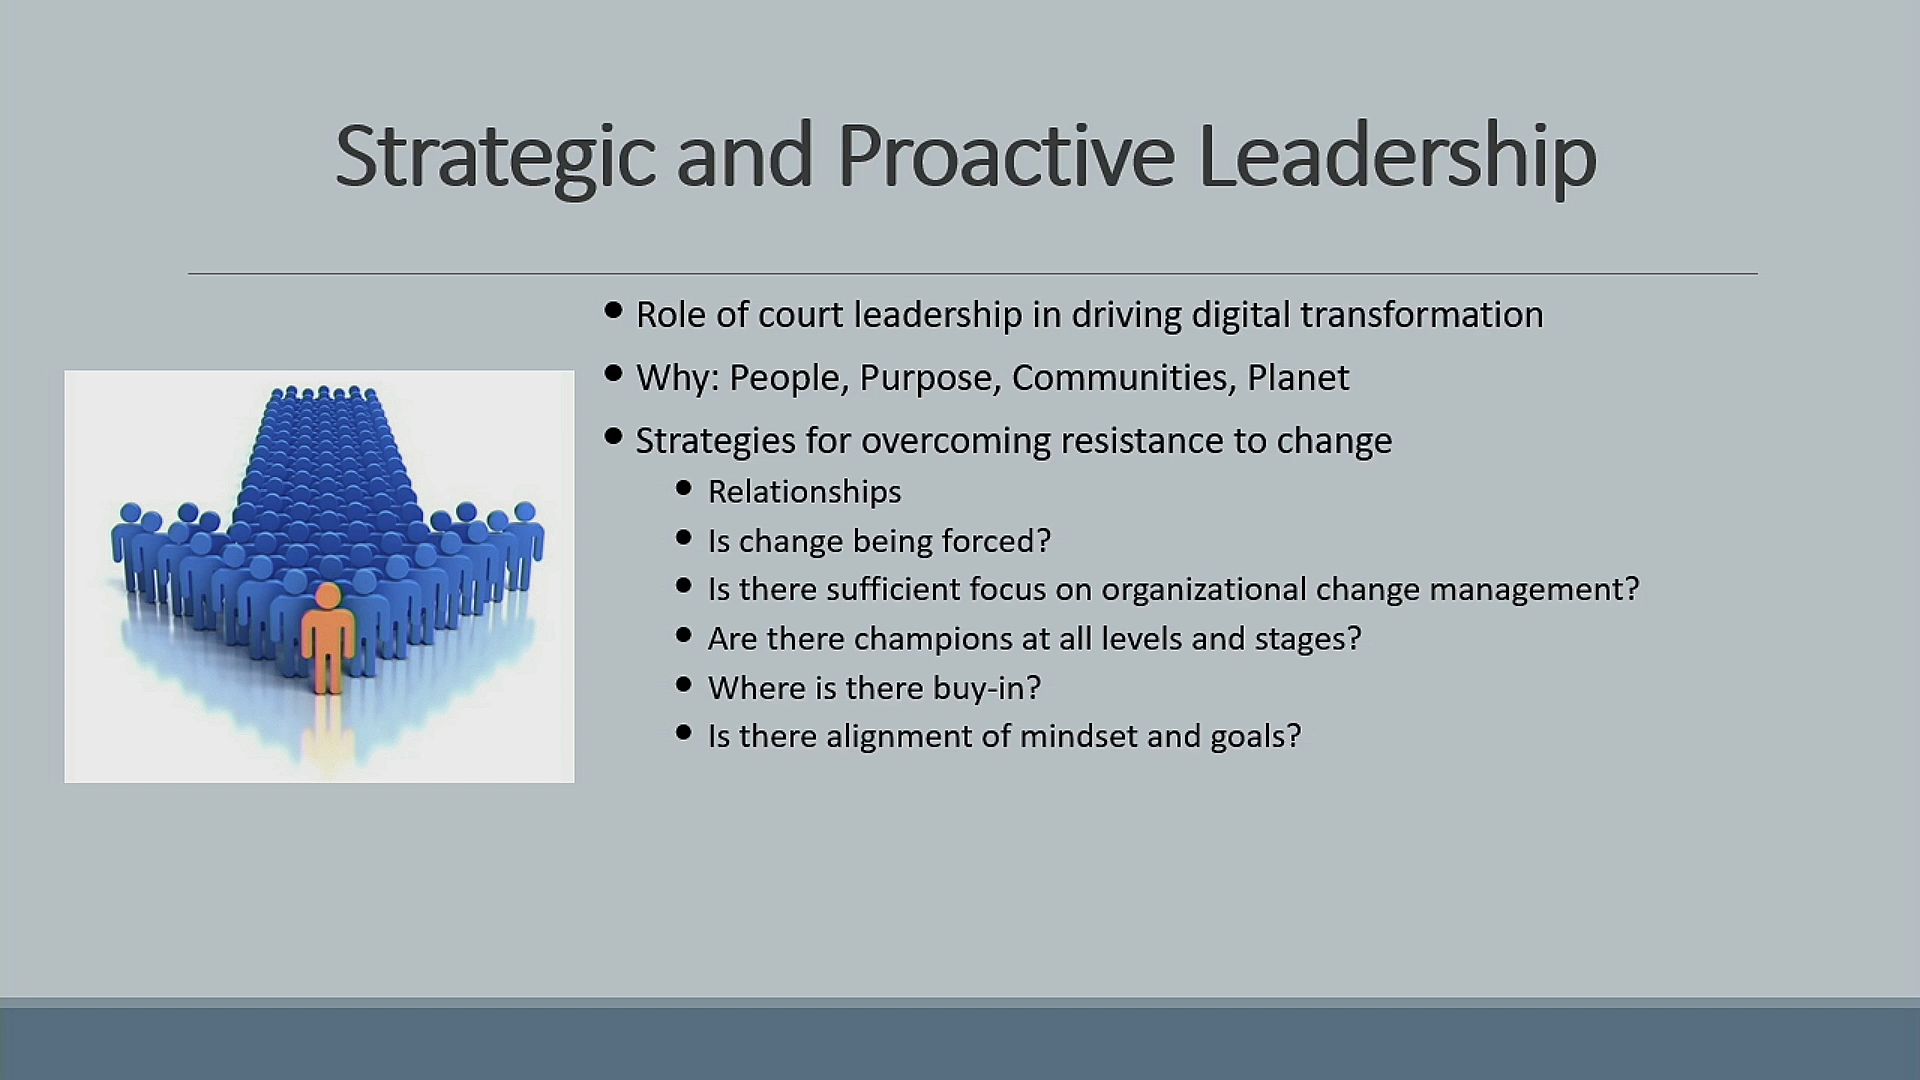 Strategic and Proactive Leadership
• Role of court leadership in driving digital transformation
• Why: People, Purpose, Communities, Planet
• Strategies for overcoming resistance to change
• Relationships
• Is change being forced?
• Is there sufficient focus on organizational change management?
• Are there champions at all levels and stages?
• Where is there buy-in?
• Is there alignment of mindset and goals?